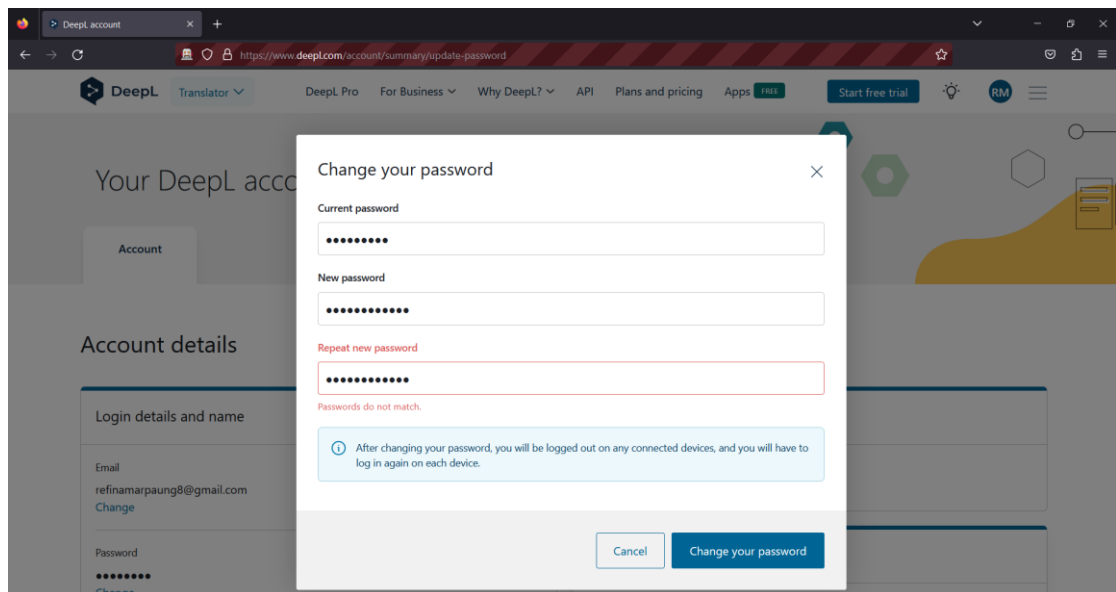 DeepL account
https://www.deepl.com/account/summary/update-password
DeepL
Translator
DeepL Pro
For Business
Why DeepL?
API
Plans and pricing
Apps FREE
Start free trial
RM
Your DeepL acco
Account
Account details
Login details and name
Email
refinamarpaung8@gmail.com
Change
Password
••••••••
Change
Change your password
Current password
•••••••••
New password
••••••••••••
Repeat new password
••••••••••••
Passwords do not match.
After changing your password, you will be logged out on any connected devices, and you will have to
log in again on each device.
Cancel
Change your password